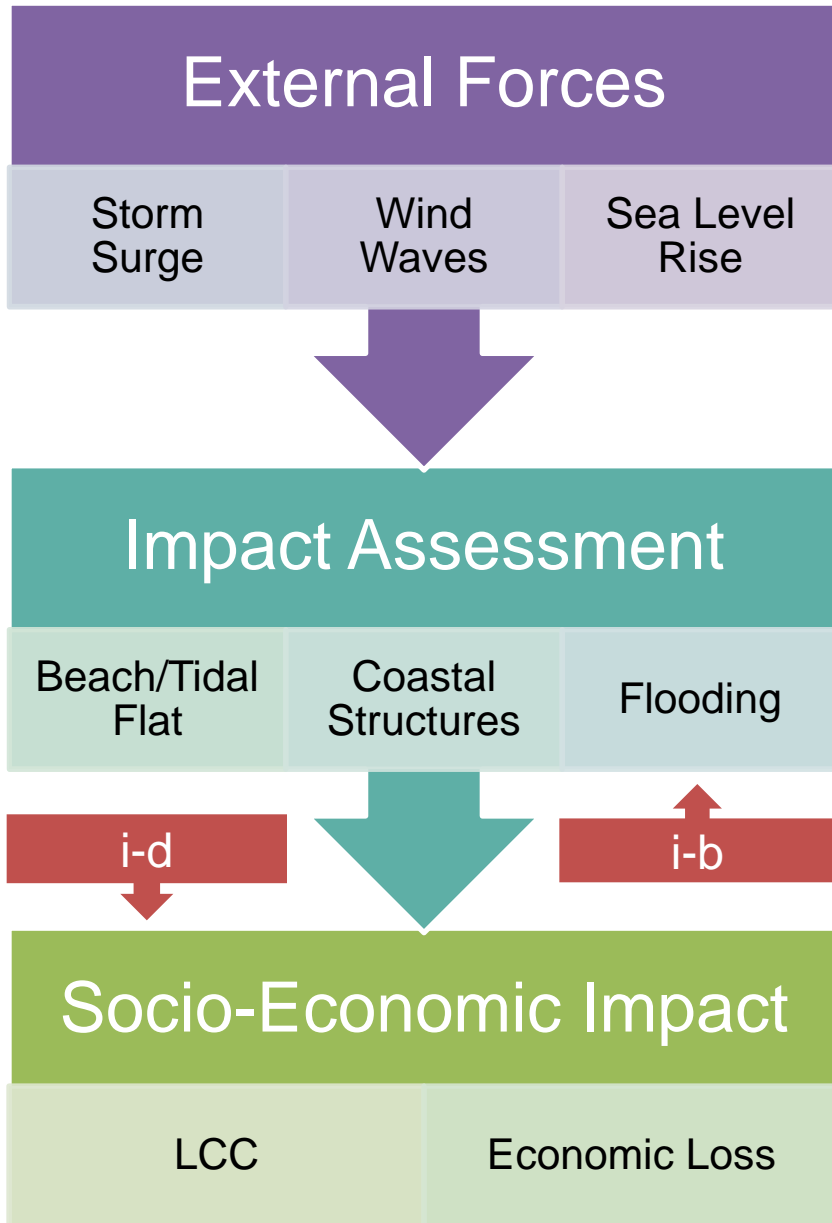 External Forces
Storm
Surge
Wind
Waves
Sea Level
Rise
Impact Assessment
Beach/Tidal
Flat
Coastal
Structures
Flooding
i-d
i-b
Socio-Economic Impact
LCC
Economic Loss